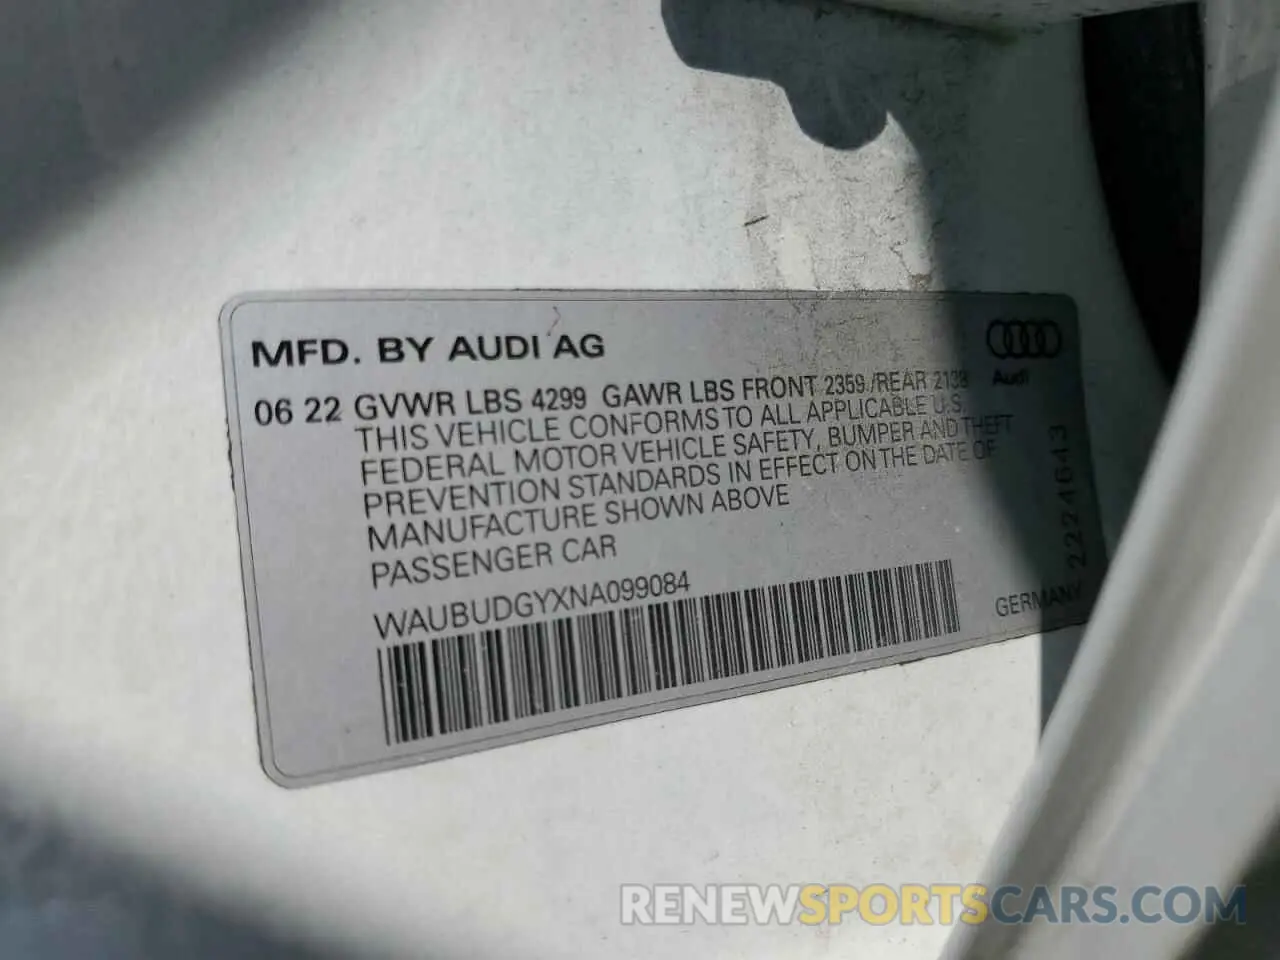 MFD. BY AUDI AG
Audi
06 22 GVWR LBS 4299 GAWR LBS FRONT 2359 /REAR 2139
THIS VEHICLE CONFORMS TO ALL APPLICABLE U.S.
FEDERAL MOTOR VEHICLE SAFETY, BUMPER AND THEFT
PREVENTION STANDARDS IN EFFECT ON THE DATE OF
MANUFACTURE SHOWN ABOVE
PASSENGER CAR
WAUBUDGYXNA099084
GERMANY
2224643
RENEWSPORTSCARS.COM